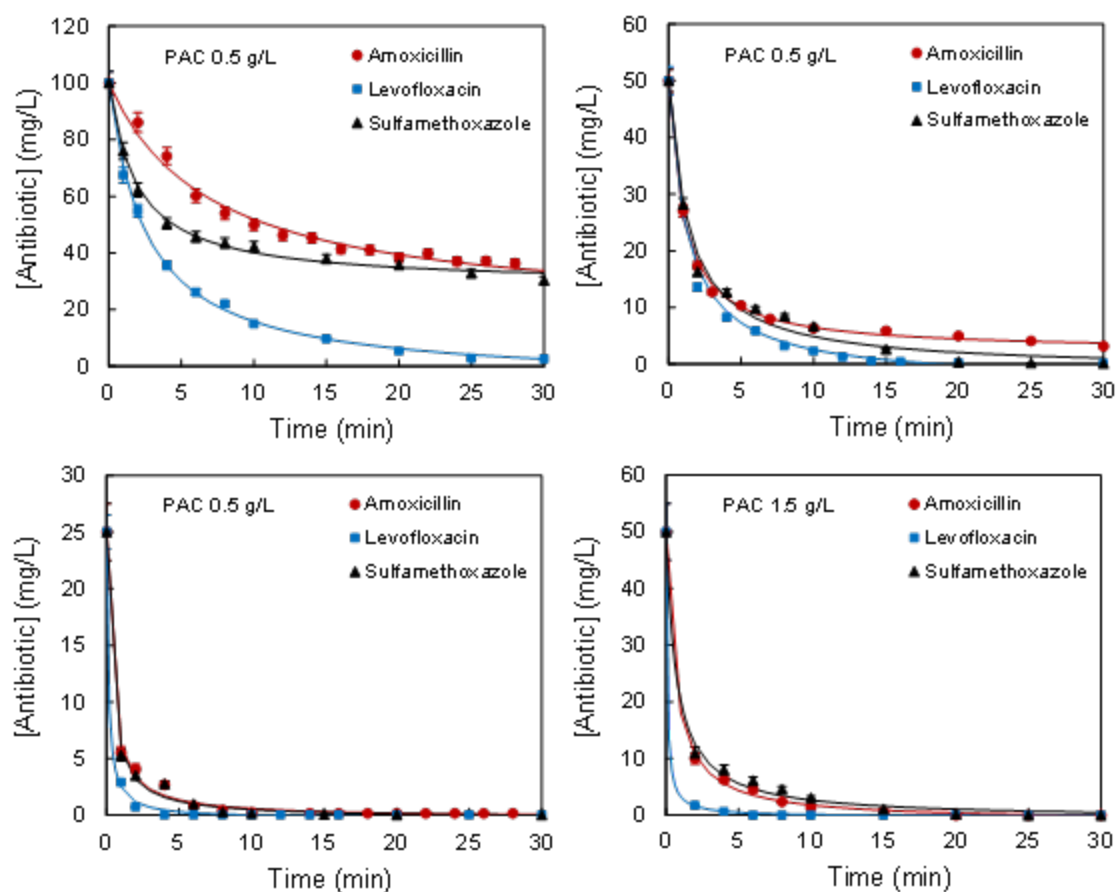 120
100
80
60
40
20
0
[Antibiotic] (mg/L)
PAC 0.5 g/L
Amoxicillin
Levofloxacin
Sulfamethoxazole
0 5 10 15 20 25 30
Time (min)
60
50
40
30
20
10
0
[Antibiotic] (mg/L)
PAC 0.5 g/L
Amoxicillin
Levofloxacin
Sulfamethoxazole
0 5 10 15 20 25 30
Time (min)
30
25
20
15
10
5
0
[Antibiotic] (mg/L)
PAC 0.5 g/L
Amoxicillin
Levofloxacin
Sulfamethoxazole
0 5 10 15 20 25 30
Time (min)
60
50
40
30
20
10
0
[Antibiotic] (mg/L)
PAC 1.5 g/L
Amoxicillin
Levofloxacin
Sulfamethoxazole
0 5 10 15 20 25 30
Time (min)